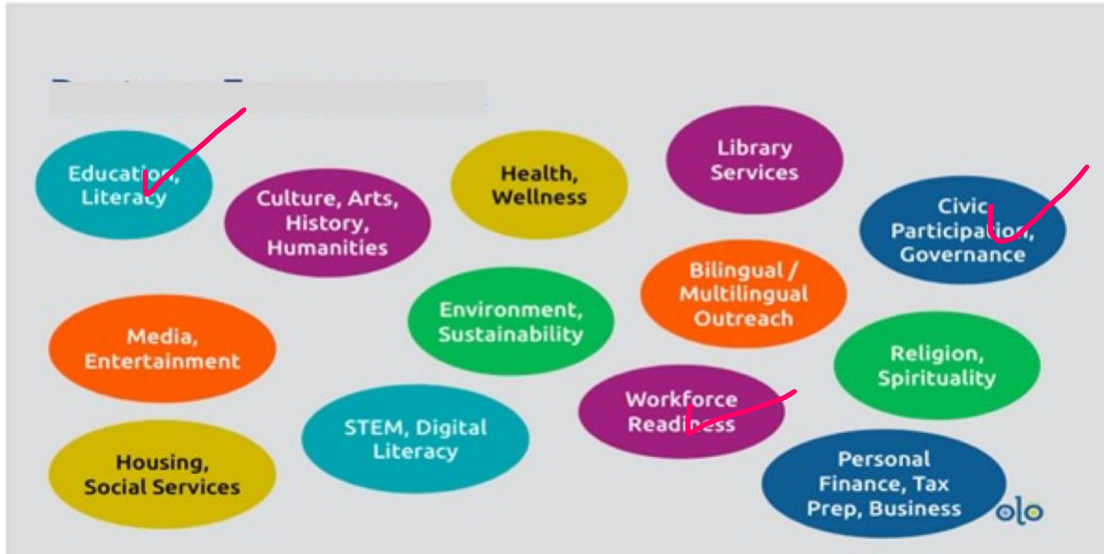 Education,
Literacy
Culture, Arts,
History,
Humanities
Health,
Wellness
Library
Services
Civic
Participation,
Governance
Media,
Entertainment
Environment,
Sustainability
Bilingual /
Multilingual
Outreach
Religion,
Spirituality
Housing,
Social Services
STEM, Digital
Literacy
Workforce
Readiness
Personal
Finance, Tax
Prep, Business
olo